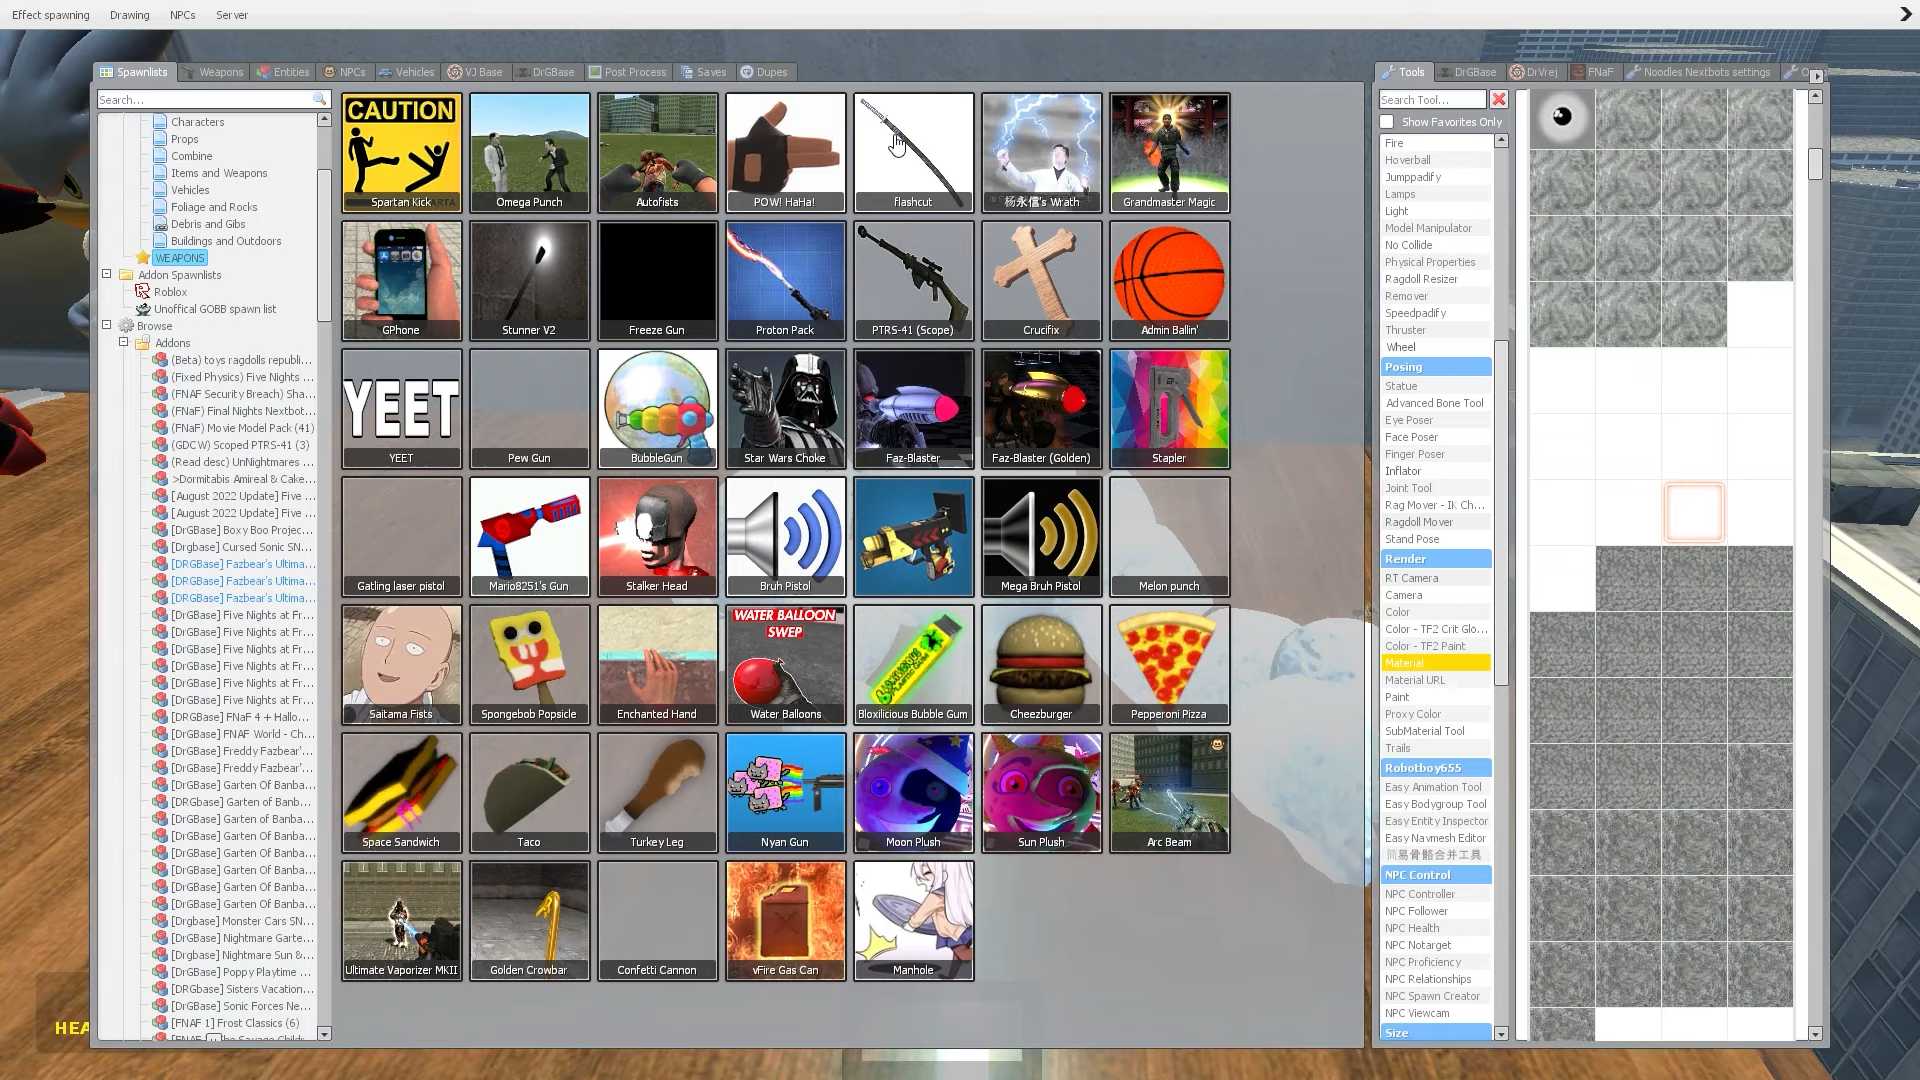 Effect spawning Drawing NPCs Server
Spawnlists Weapons Entities NPCs Vehicles VJ Base DrGBase Post Process Saves Dupes
Search...
Characters
Props
Combine
Items and Weapons
Vehicles
Foliage and Rocks
Debris and Gibs
Buildings and Outdoors
WEAPONS
Addon Spawnlists
Roblox
Unoffical GOBB spawn list
Browse
Addons
(Beta) toys ragdolls republi...
(Fixed Physics) Five Nights ...
(FNAF Security Breach) Sha...
(FNaF) Final Nights Nextbot...
(FNaF) Movie Model Pack (41)
(GDCW) Scoped PTRS-41 (3)
(Read desc) UnNightmares ...
>Dormitabis Amireal & Cake...
[August 2022 Update] Five ...
[August 2022 Update] Five ...
[DrGBase] Boxy Boo Projec...
[Drgbase] Cursed Sonic SN...
[DRGBase] Fazbear's Ultima...
[DRGBase] Fazbear's Ultima...
[DRGBase] Fazbear's Ultima...
[DrGBase] Five Nights at Fr...
[DrGBase] Five Nights at Fr...
[DrGBase] Five Nights at Fr...
[DrGBase] Five Nights at Fr...
[DrGBase] Five Nights at Fr...
[DrGBase] Five Nights at Fr...
[DRGBase] FNaF 4 + Hallo...
[DrGBase] FNAF World - Ch...
[DrGBase] Freddy Fazbear'...
[DrGBase] Freddy Fazbear'...
[DrGBase] Garten Of Banba...
[DRGBase] Garten of Banb...
[DrGBase] Garten of Banba...
[DrGBase] Garten Of Banba...
[DrGBase] Garten Of Banba...
[DrGBase] Garten Of Banba...
[DrGBase] Garten Of Banba...
[DrGBase] Garten Of Banba...
[Drgbase] Monster Cars SN...
[DrGBase] Nightmare Garte...
[Drgbase] Nightmare Sun &...
[DrGBase] Poppy Playtime ...
[DRGbase] Sisters Vacation...
[DrGBase] Sonic Forces Ne...
[FNAF 1] Frost Classics (6)
HEA
CAUTION
Spartan Kick
Omega Punch
Autofists
POW! HaHa!
flashcut
杨永信's Wrath
Grandmaster Magic
GPhone
Stunner V2
Freeze Gun
Proton Pack
PTRS-41 (Scope)
Crucifix
Admin Ballin'
YEET
YEET
Pew Gun
BubbleGun
Star Wars Choke
Faz-Blaster
Faz-Blaster (Golden)
Stapler
Gatling laser pistol
Mario8251's Gun
Stalker Head
Bruh Pistol
Mega Bruh Pistol
Melon punch
Saitama Fists
Spongebob Popsicle
Enchanted Hand
WATER BALLOON
SWEP
Water Balloons
Bloxilicious Bubble Gum
Cheezburger
Pepperoni Pizza
Space Sandwich
Taco
Turkey Leg
Nyan Gun
Moon Plush
Sun Plush
Arc Beam
Ultimate Vaporizer MKII
Golden Crowbar
Confetti Cannon
vFire Gas Can
Manhole
Tools DrGBase DrVrej FNaF Noodles Nextbots settings
Search Tool...
Show Favorites Only
Fire
Hoverball
Jumppadify
Lamps
Light
Model Manipulator
No Collide
Physical Properties
Ragdoll Resizer
Remover
Speedpadify
Thruster
Wheel
Posing
Statue
Advanced Bone Tool
Eye Poser
Face Poser
Finger Poser
Inflator
Joint Tool
Rag Mover - IK Ch...
Ragdoll Mover
Stand Pose
Render
RT Camera
Camera
Color
Color - TF2 Crit Glo...
Color - TF2 Paint
Material
Material URL
Paint
Proxy Color
SubMaterial Tool
Trails
Robotboy655
Easy Animation Tool
Easy Bodygroup Tool
Easy Entity Inspector
Easy Navmesh Editor
简易骨骼合并工具
NPC Control
NPC Controller
NPC Follower
NPC Health
NPC Notarget
NPC Proficiency
NPC Relationships
NPC Spawn Creator
NPC Viewcam
Size